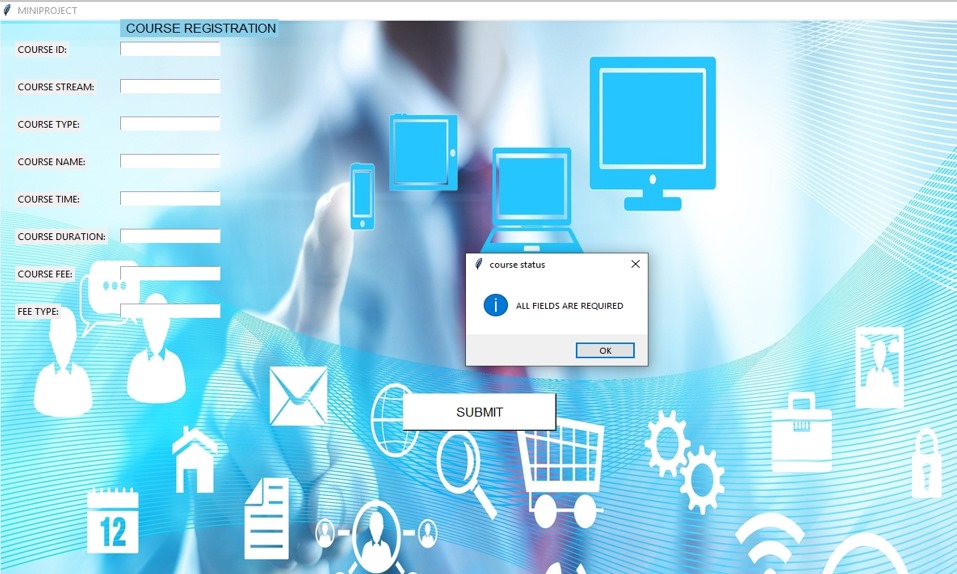 MINIPROJECT
COURSE REGISTRATION
COURSE ID:
COURSE STREAM:
COURSE TYPE:
COURSE NAME:
COURSE TIME:
COURSE DURATION:
COURSE FEE:
FEE TYPE:
course status
ALL FIELDS ARE REQUIRED
OK
SUBMIT
12